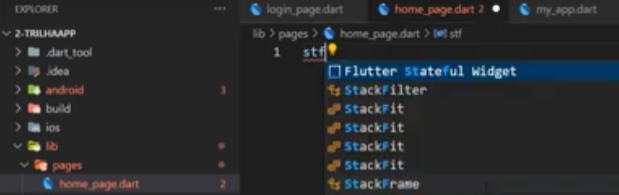 EXPLORER
...
2-TRILHAAPP
.dart_tool
.idea
android 3
build
ios
lib
pages
home_page.dart 2
login_page.dart
home_page.dart 2
my_app.dart
lib > pages > home_page.dart > stf
1 stf
Flutter Stateful Widget
StackFilter
StackFit
StackFit
StackFit
StackFit
StackFrame